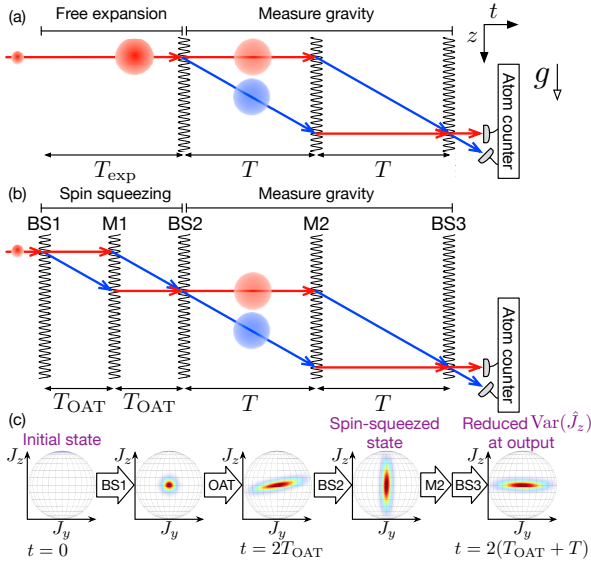 (a) Free expansion Measure gravity t
z
g
Atom counter
T_exp T T
(b) Spin squeezing Measure gravity
BS1 M1 BS2 M2 BS3
Atom counter
T_OAT T_OAT T T
(c) Initial state Spin-squeezed state Reduced Var(Ĵ_z) at output
J_z J_z J_z J_z
BS1 OAT BS2 M2 BS3
J_y J_y J_y J_y
t = 0 t = 2T_OAT t = 2(T_OAT + T)